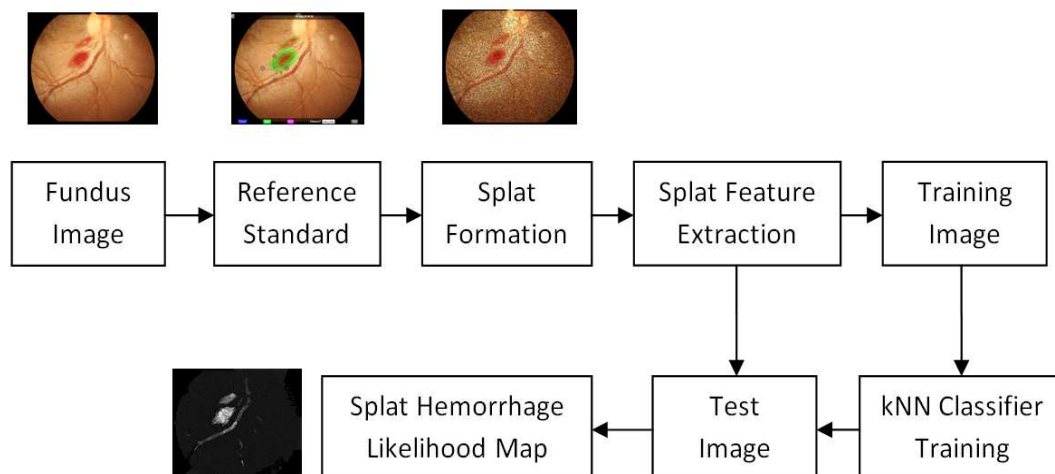 Fundus
Image
Reference
Standard
Splat
Formation
Splat Feature
Extraction
Training
Image
Splat Hemorrhage
Likelihood Map
Test
Image
kNN Classifier
Training